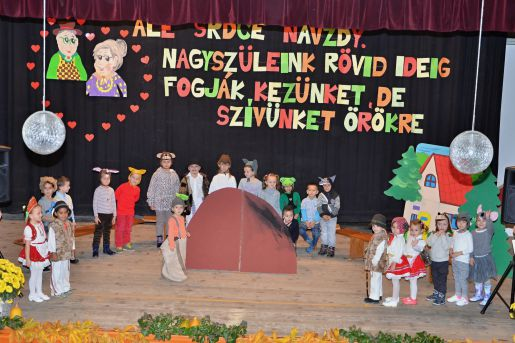 ALE SRDCE NAVŽDY.
NAGYSZÜLEINK RÖVID IDEIG
FOGJÁK KEZÜNKET, DE
SZÍVÜNKET ÖRÖKRE